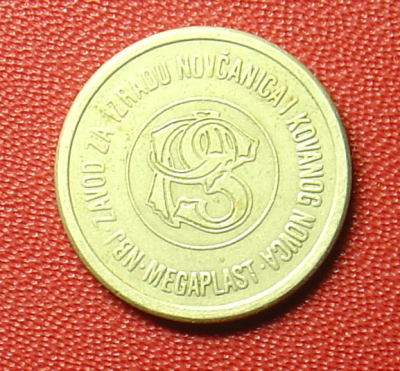 NBJ ZAVOD ZA IZRADU NOVČANICA I KOVANOG NOVCA · MEGAPLAST ·